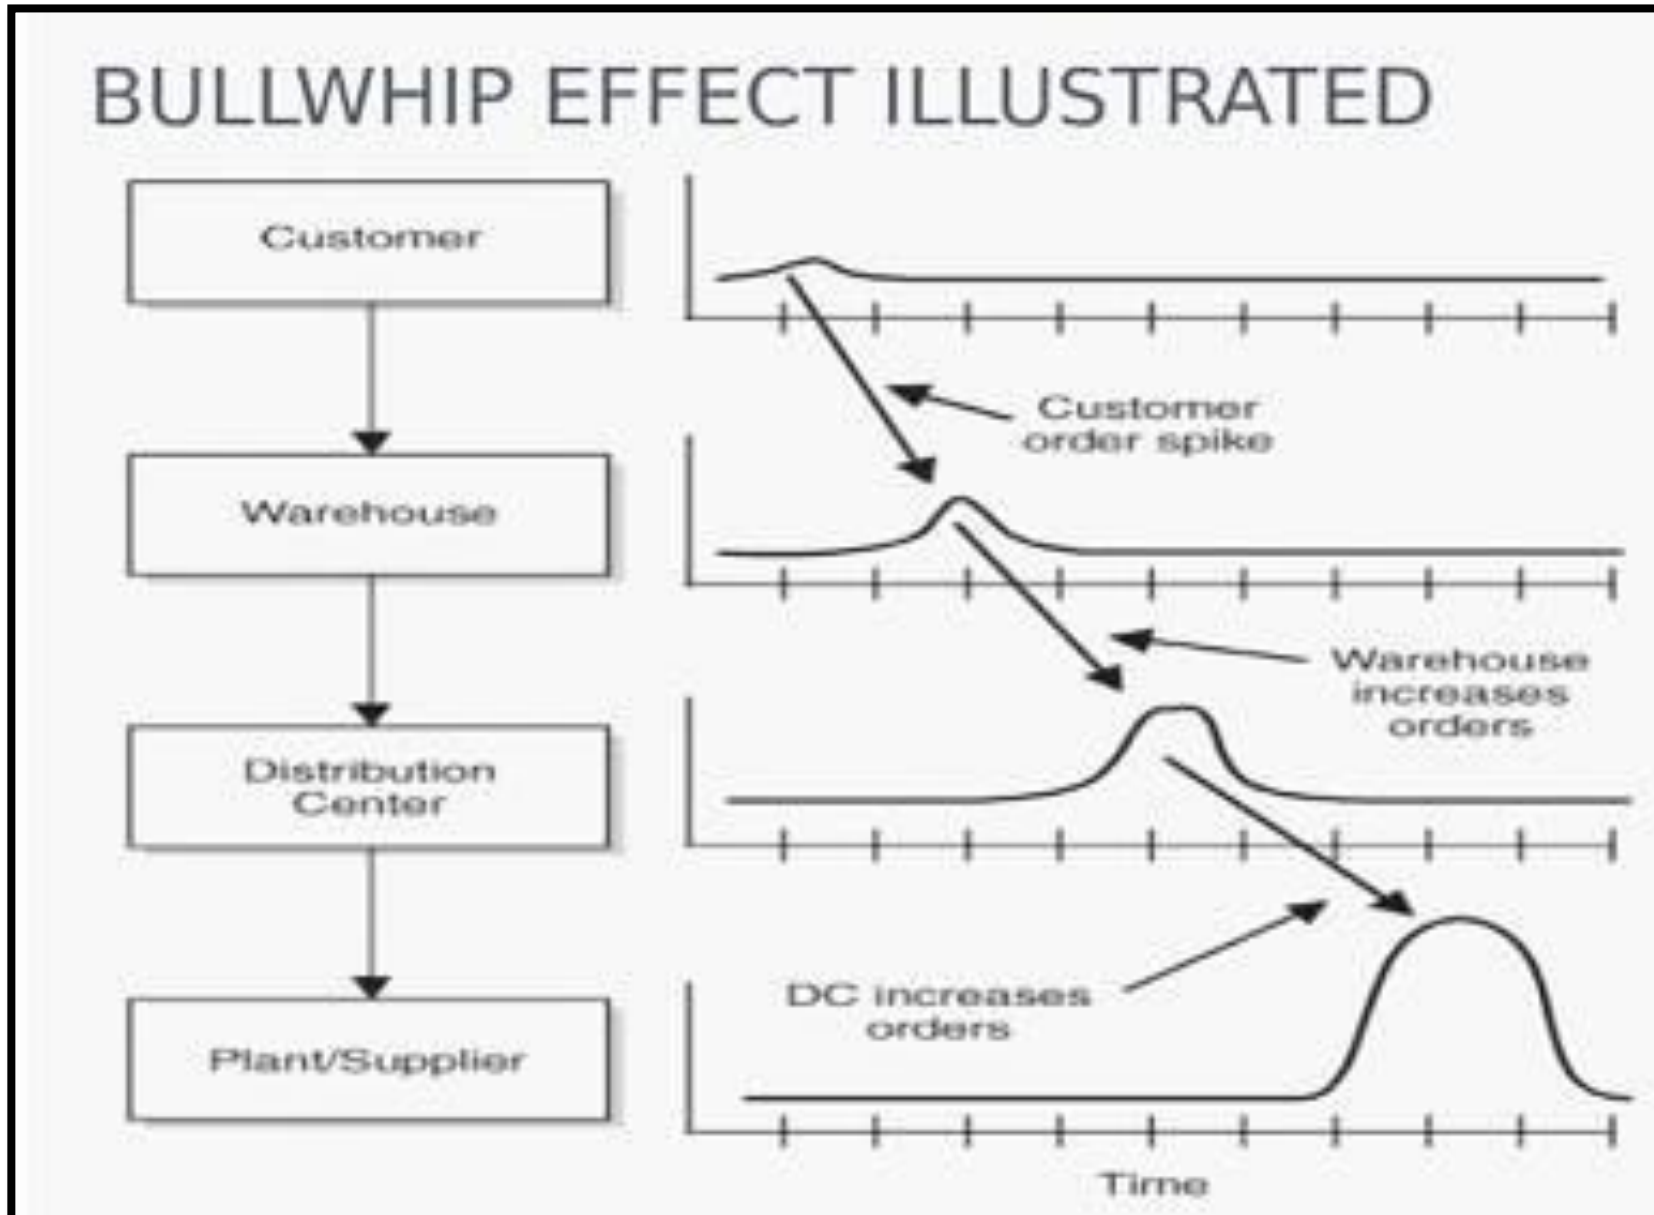 BULLWHIP EFFECT ILLUSTRATED
Customer
Customer
order spike
Warehouse
Warehouse
increases
orders
Distribution
Center
DC increases
orders
Plant/Supplier
Time